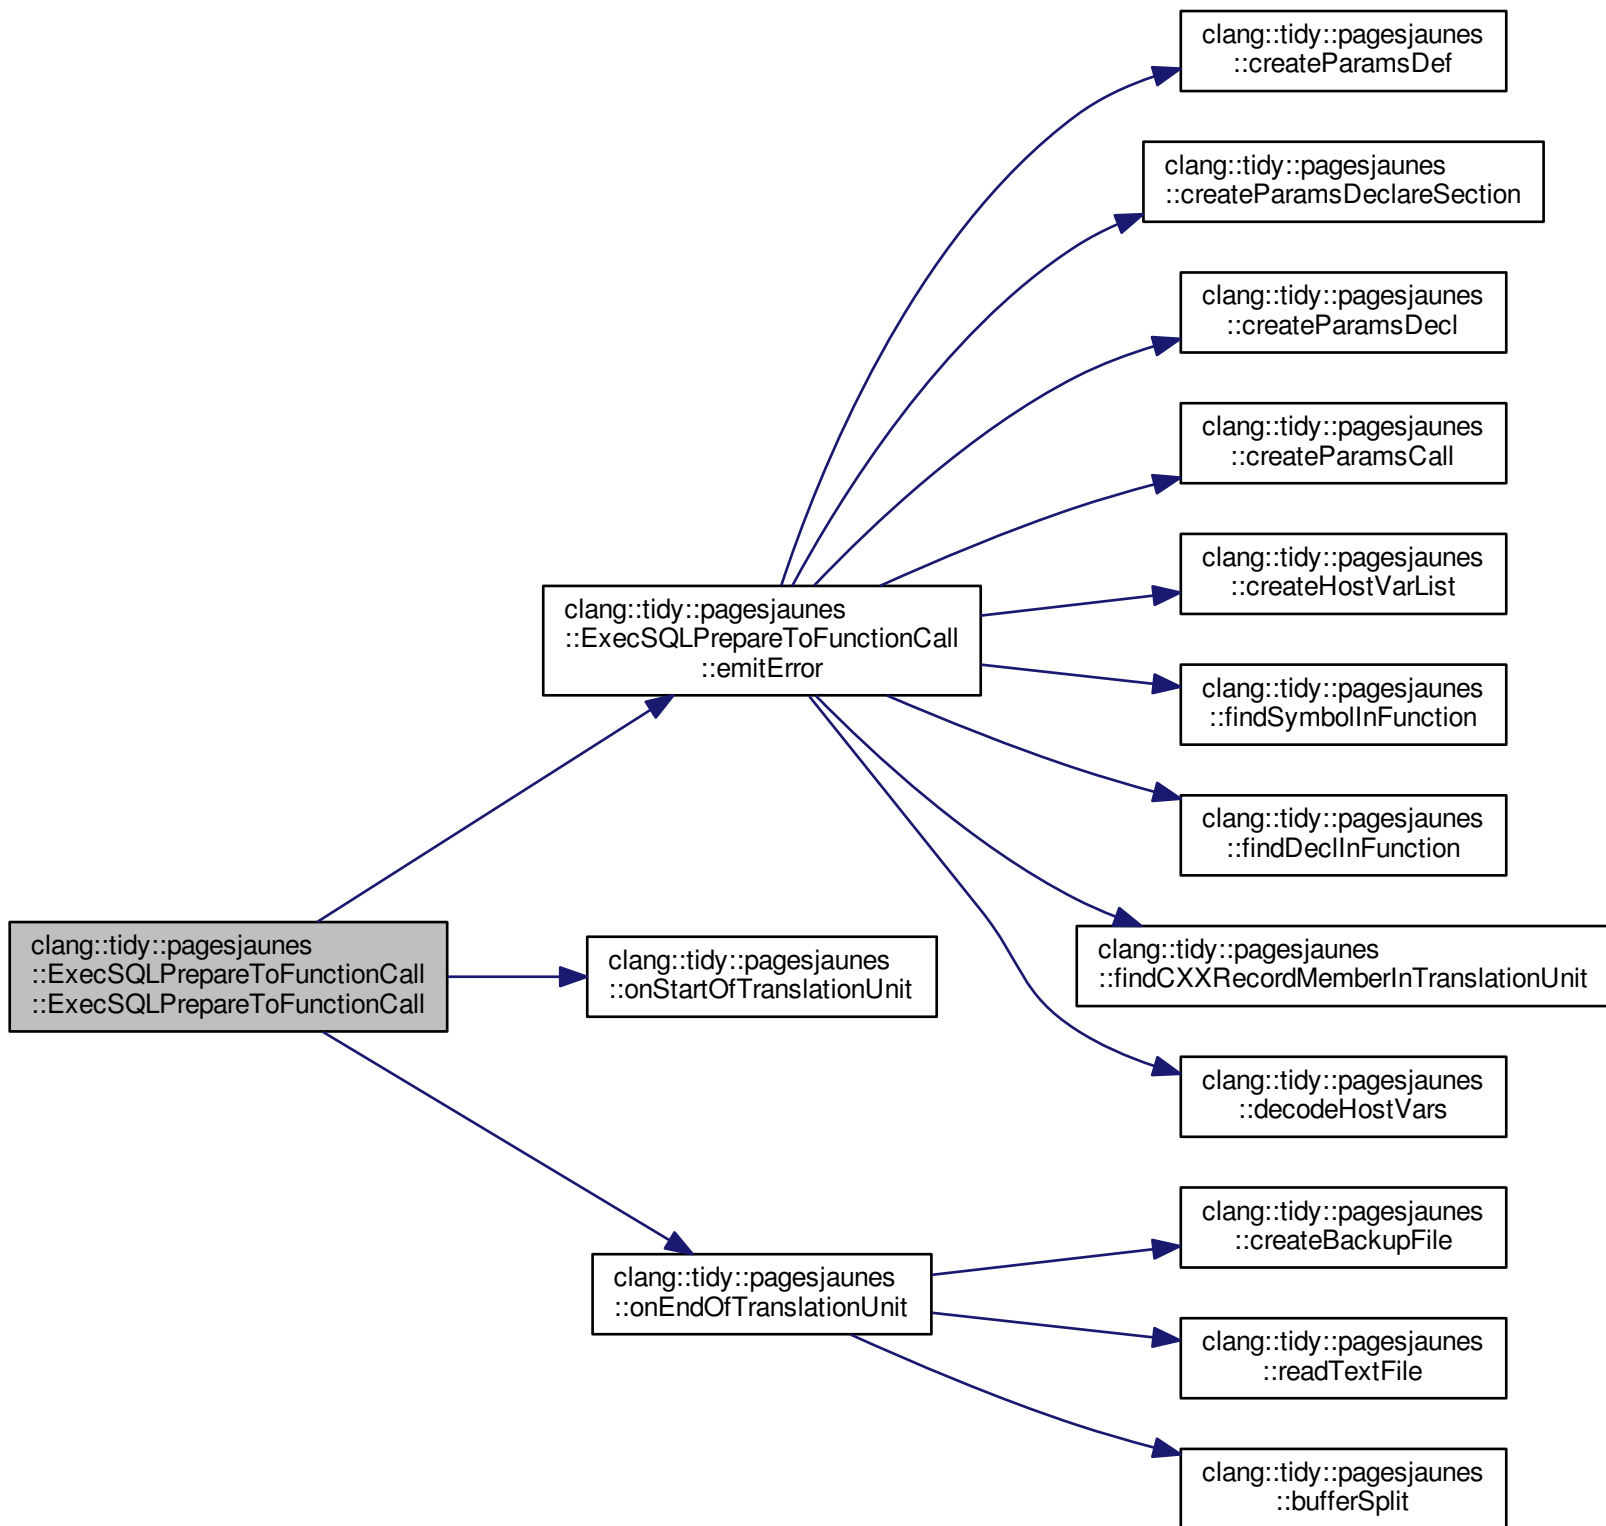 clang::tidy::pagesjaunes
::createParamsDef
clang::tidy::pagesjaunes
::createParamsDeclareSection
clang::tidy::pagesjaunes
::createParamsDecl
clang::tidy::pagesjaunes
::createParamsCall
clang::tidy::pagesjaunes
::createHostVarList
clang::tidy::pagesjaunes
::ExecSQLPrepareToFunctionCall
::emitError
clang::tidy::pagesjaunes
::findSymbolInFunction
clang::tidy::pagesjaunes
::findDeclInFunction
clang::tidy::pagesjaunes
::ExecSQLPrepareToFunctionCall
::ExecSQLPrepareToFunctionCall
clang::tidy::pagesjaunes
::onStartOfTranslationUnit
clang::tidy::pagesjaunes
::findCXXRecordMemberInTranslationUnit
clang::tidy::pagesjaunes
::decodeHostVars
clang::tidy::pagesjaunes
::createBackupFile
clang::tidy::pagesjaunes
::onEndOfTranslationUnit
clang::tidy::pagesjaunes
::readTextFile
clang::tidy::pagesjaunes
::bufferSplit